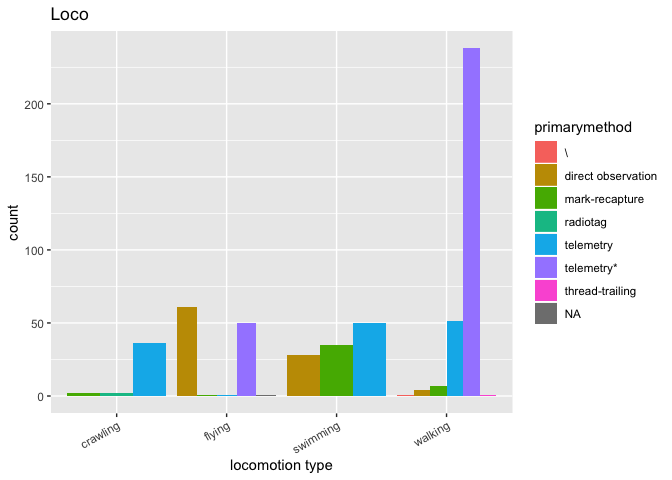 Loco
count
200
150
100
50
0
crawling
flying
swimming
walking
locomotion type
primarymethod
\
direct observation
mark-recapture
radiotag
telemetry
telemetry*
thread-trailing
NA